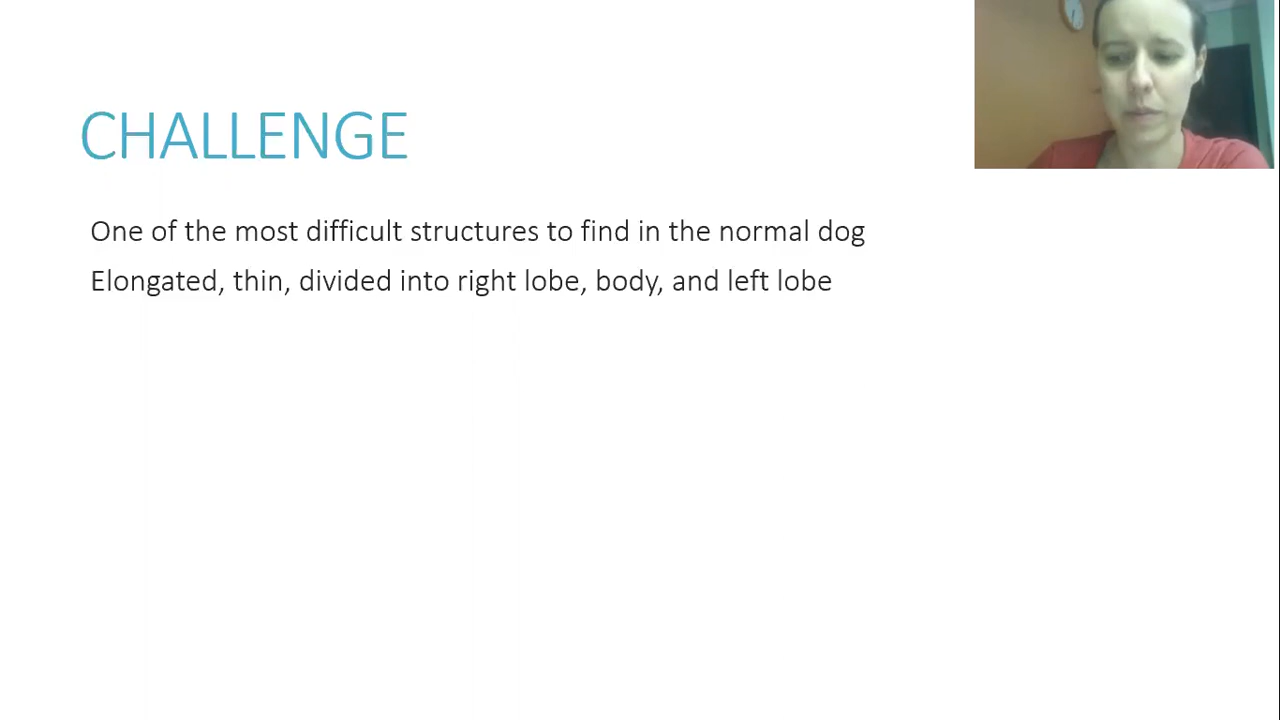 CHALLENGE
One of the most difficult structures to find in the normal dog
Elongated, thin, divided into right lobe, body, and left lobe